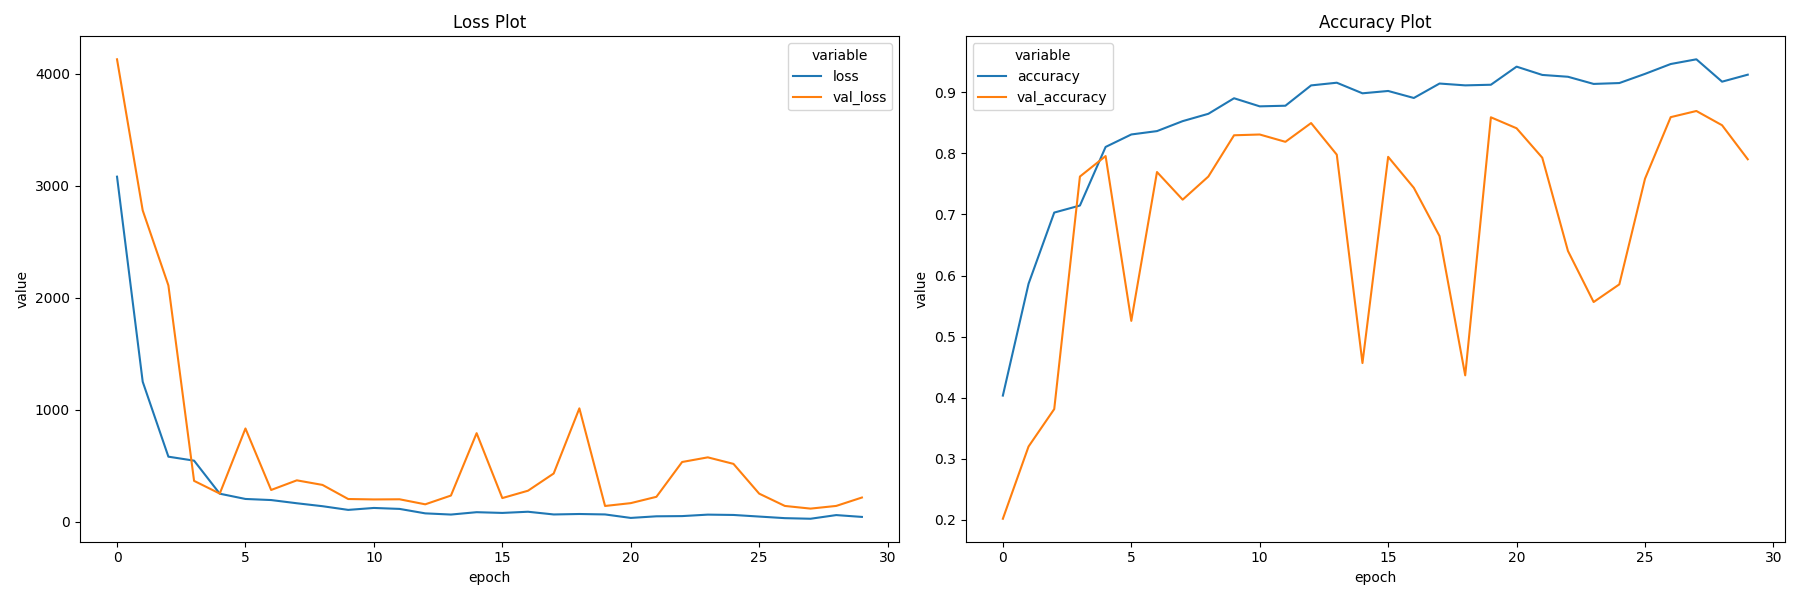 Loss Plot
4000
3000
2000
1000
0
value
0 5 10 15 20 25 30
epoch
variable
loss
val_loss
Accuracy Plot
0.9
0.8
0.7
0.6
0.5
0.4
0.3
0.2
value
0 5 10 15 20 25 30
epoch
variable
accuracy
val_accuracy